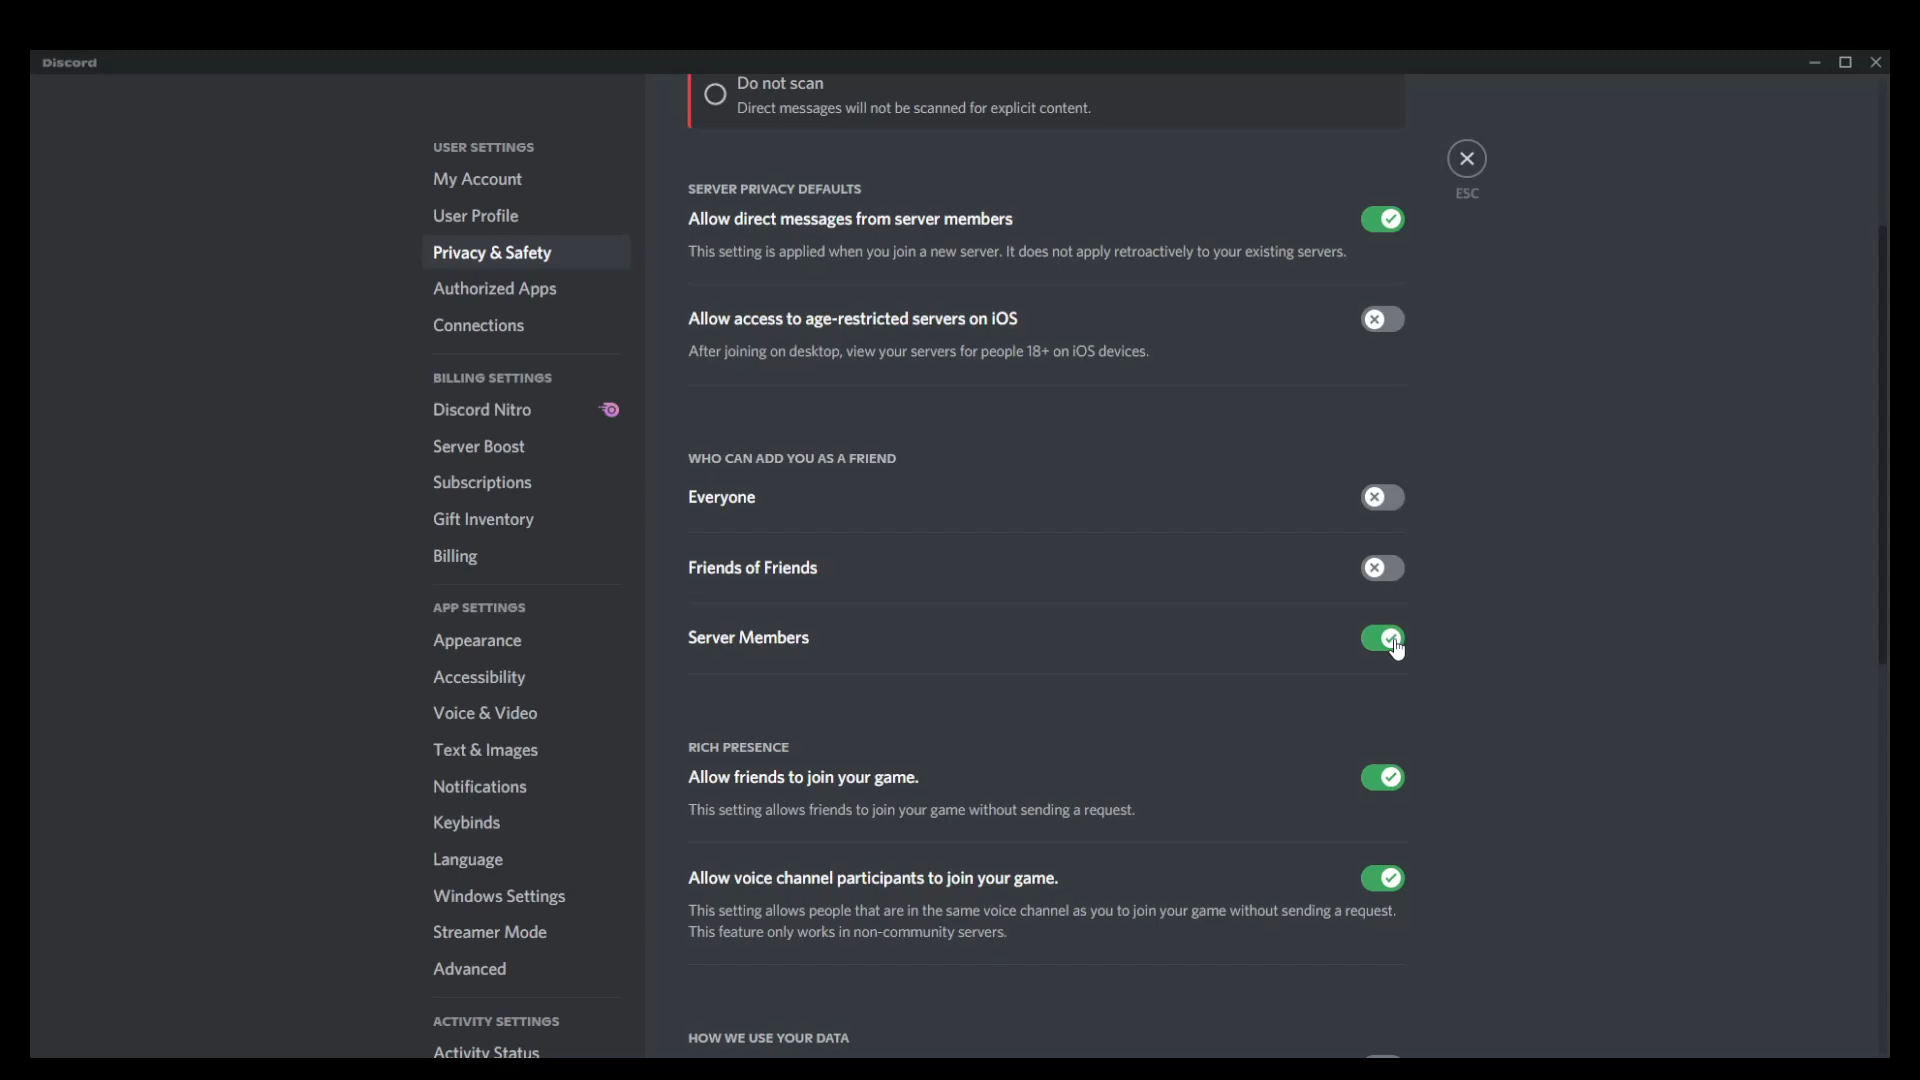 Discord
USER SETTINGS
My Account
User Profile
Privacy & Safety
Authorized Apps
Connections
BILLING SETTINGS
Discord Nitro
Server Boost
Subscriptions
Gift Inventory
Billing
APP SETTINGS
Appearance
Accessibility
Voice & Video
Text & Images
Notifications
Keybinds
Language
Windows Settings
Streamer Mode
Advanced
ACTIVITY SETTINGS
Activity Status
Do not scan
Direct messages will not be scanned for explicit content.
SERVER PRIVACY DEFAULTS
Allow direct messages from server members
This setting is applied when you join a new server. It does not apply retroactively to your existing servers.
Allow access to age-restricted servers on iOS
After joining on desktop, view your servers for people 18+ on iOS devices.
WHO CAN ADD YOU AS A FRIEND
Everyone
Friends of Friends
Server Members
RICH PRESENCE
Allow friends to join your game.
This setting allows friends to join your game without sending a request.
Allow voice channel participants to join your game.
This setting allows people that are in the same voice channel as you to join your game without sending a request.
This feature only works in non-community servers.
HOW WE USE YOUR DATA
ESC